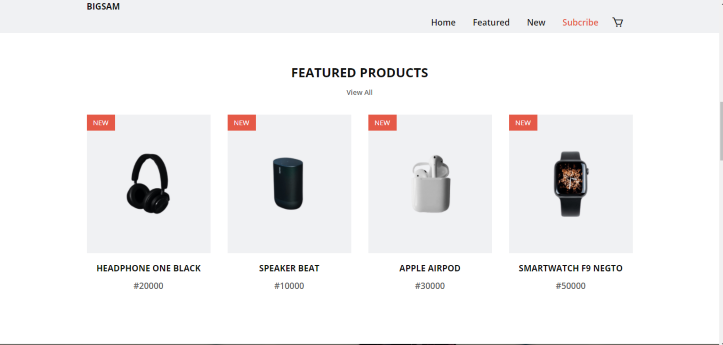 BIGSAM
Home Featured New Subcribe
FEATURED PRODUCTS
View All
NEW NEW NEW NEW
HEADPHONE ONE BLACK SPEAKER BEAT APPLE AIRPOD SMARTWATCH F9 NEGTO
#20000 #10000 #30000 #50000